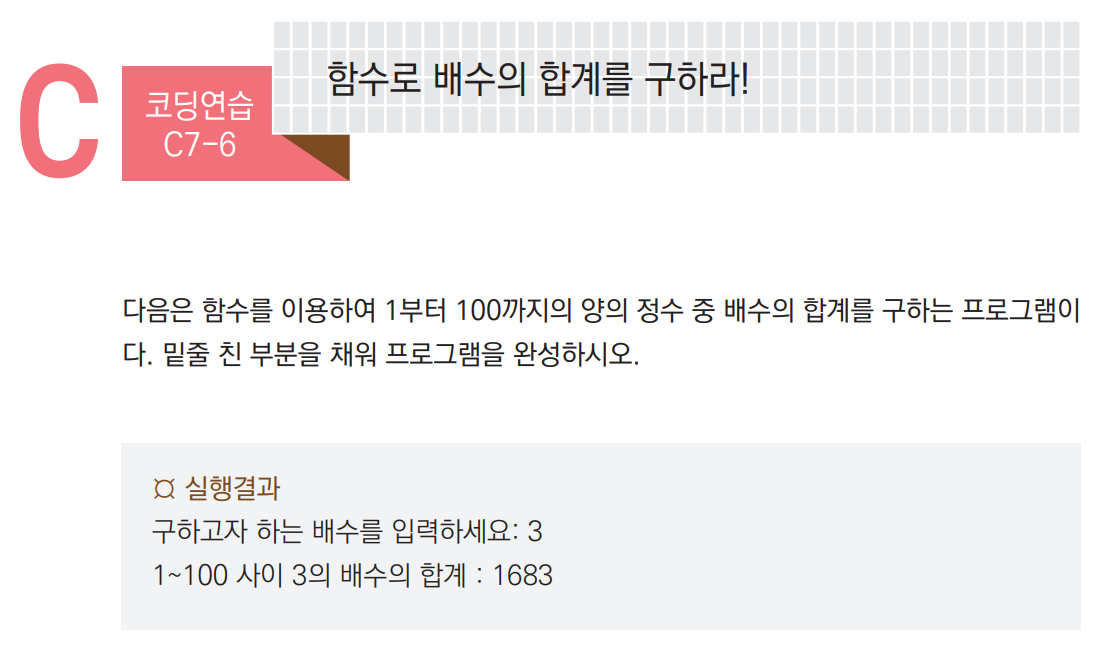 C
코딩연습
C7-6
함수로 배수의 합계를 구하라!
다음은 함수를 이용하여 1부터 100까지의 양의 정수 중 배수의 합계를 구하는 프로그램이
다. 밑줄 친 부분을 채워 프로그램을 완성하시오.
¤ 실행결과
구하고자 하는 배수를 입력하세요: 3
1~100 사이 3의 배수의 합계 : 1683